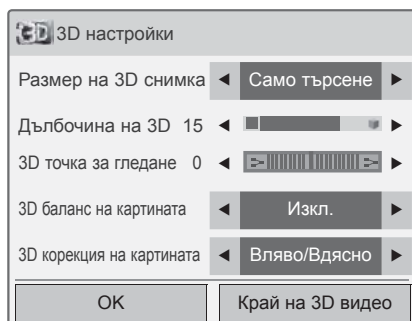 3D 3D настройки
Размер на 3D снимка Само търсене
Дълбочина на 3D 15
3D точка за гледане 0
3D баланс на картината Изкл.
3D корекция на картината Вляво/Вдясно
OK Край на 3D видео